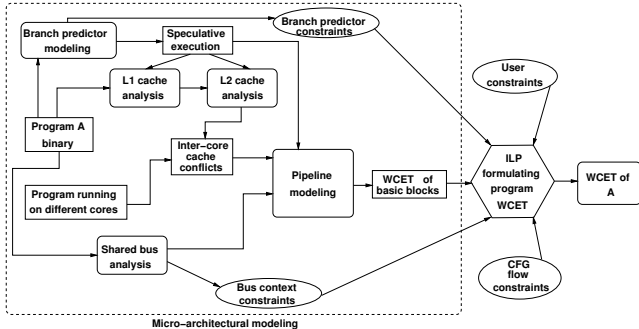 Branch predictor
modeling
Speculative
execution
Branch predictor
constraints
L1 cache
analysis
L2 cache
analysis
User
constraints
Program A
binary
Inter-core
cache
conflicts
Pipeline
modeling
WCET of
basic blocks
ILP
formulating
program
WCET
WCET of
A
Program running
on different cores
Shared bus
analysis
Bus context
constraints
CFG
flow
constraints
Micro-architectural modeling